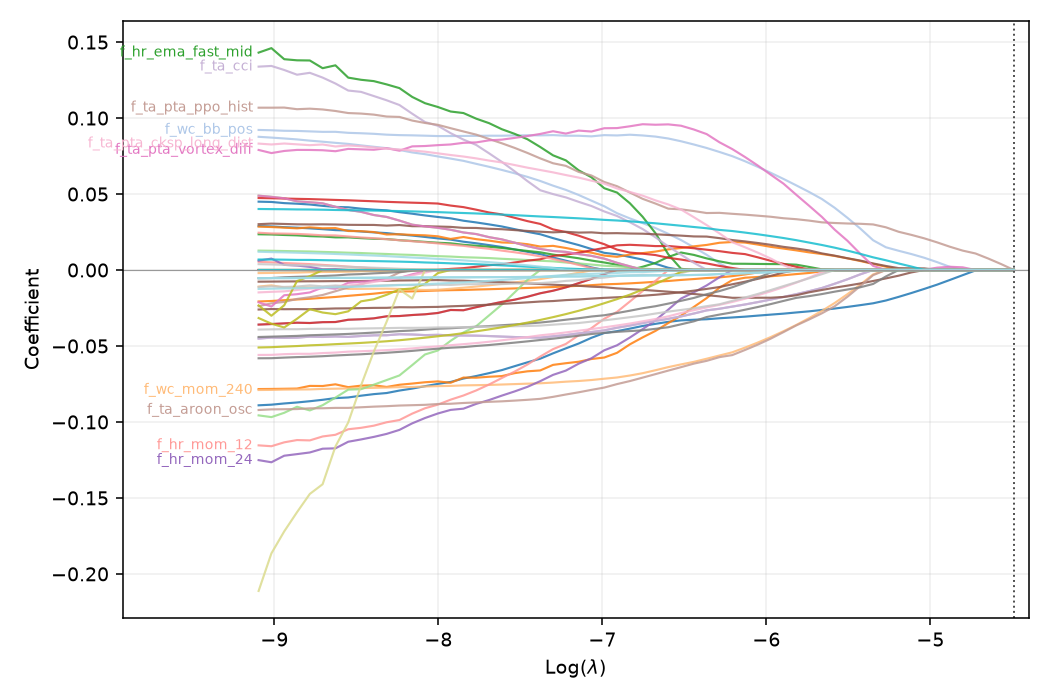 0.15
0.10
0.05
0.00
−0.05
−0.10
−0.15
−0.20
Coefficient
f_hr_ema_fast_mid
f_ta_cci
f_ta_pta_ppo_hist
f_wc_bb_pos
f_ta_pta_cksp_long_dist
f_ta_pta_vortex_diff
f_wc_mom_240
f_ta_aroon_osc
f_hr_mom_12
f_hr_mom_24
−9 −8 −7 −6 −5
Log(λ)